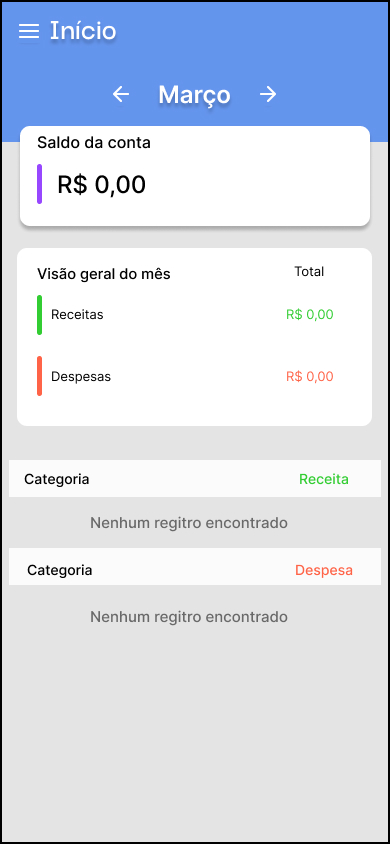 Início
Março
Saldo da conta
R$ 0,00
Visão geral do mês Total
Receitas R$ 0,00
Despesas R$ 0,00
Categoria Receita
Nenhum regitro encontrado
Categoria Despesa
Nenhum regitro encontrado